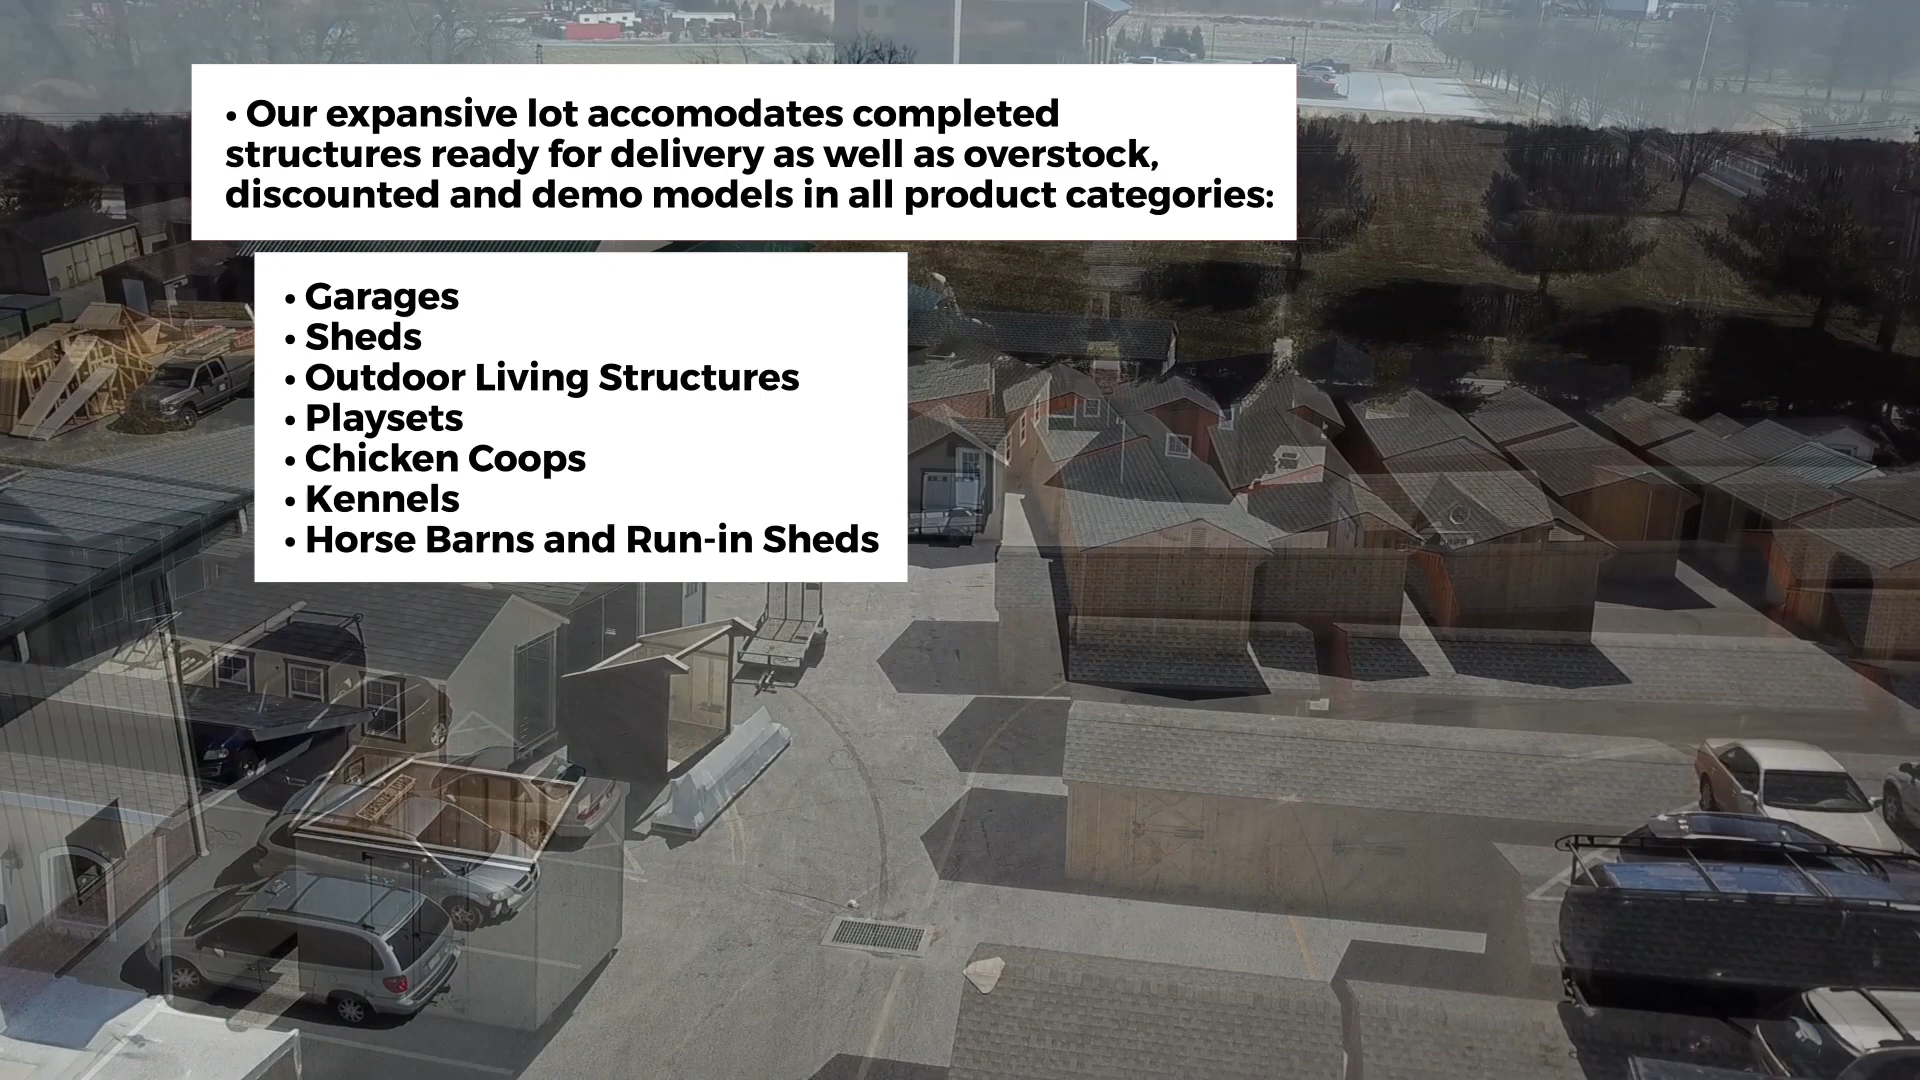 • Our expansive lot accomodates completed
structures ready for delivery as well as overstock,
discounted and demo models in all product categories:
• Garages
• Sheds
• Outdoor Living Structures
• Playsets
• Chicken Coops
• Kennels
• Horse Barns and Run-in Sheds